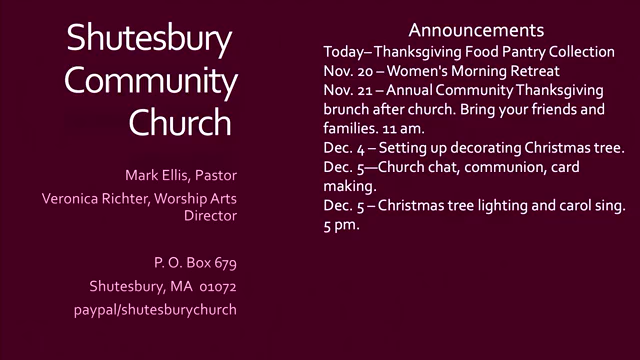 Shutesbury
Community
Church
Mark Ellis, Pastor
Veronica Richter, Worship Arts
Director
P. O. Box 679
Shutesbury, MA 01072
paypal/shutesburychurch
Announcements
Today–Thanksgiving Food Pantry Collection
Nov. 20 – Women's Morning Retreat
Nov. 21 – Annual Community Thanksgiving
brunch after church. Bring your friends and
families. 11 am.
Dec. 4 – Setting up decorating Christmas tree.
Dec. 5—Church chat, communion, card
making.
Dec. 5 – Christmas tree lighting and carol sing.
5 pm.